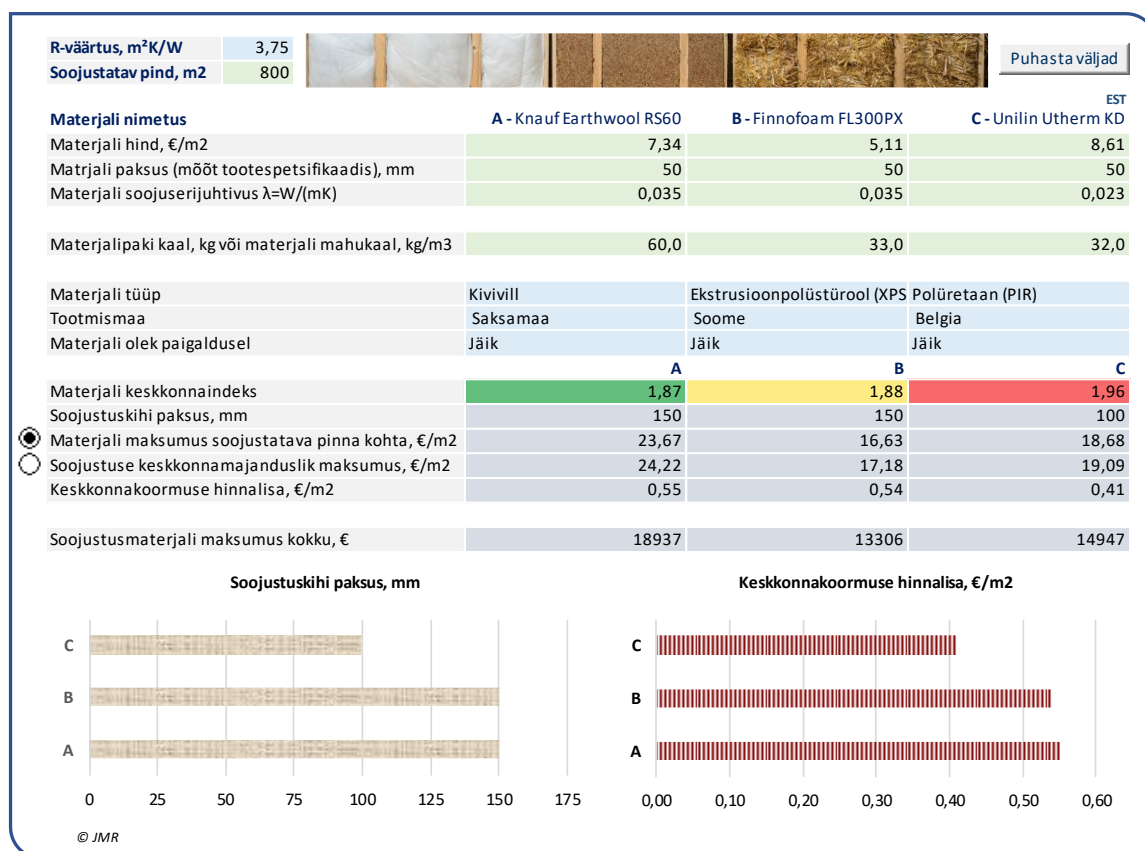 R-väärtus, m²K/W 3,75
Soojustatav pind, m2 800
Puhasta väljad
EST
Materjali nimetus A - Knauf Earthwool RS60 B - Finnofoam FL300PX C - Unilin Utherm KD
Materjali hind, €/m2 7,34 5,11 8,61
Matrjali paksus (mõõt tootespetsifikaadis), mm 50 50 50
Materjali soojuserijuhtivus λ=W/(mK) 0,035 0,035 0,023
Materjalipaki kaal, kg või materjali mahukaal, kg/m3 60,0 33,0 32,0
Materjali tüüp Kivivill Ekstrusioonpolüstürool (XPS Polüretaan (PIR)
Tootmismaa Saksamaa Soome Belgia
Materjali olek paigaldusel Jäik Jäik Jäik
A B C
Materjali keskkonnaindeks 1,87 1,88 1,96
Soojustuskihi paksus, mm 150 150 100
Materjali maksumus soojustatava pinna kohta, €/m2 23,67 16,63 18,68
Soojustuse keskkonnamajanduslik maksumus, €/m2 24,22 17,18 19,09
Keskkonnakoormuse hinnalisa, €/m2 0,55 0,54 0,41
Soojustusmaterjali maksumus kokku, € 18937 13306 14947
Soojustuskihi paksus, mm
C
B
A
0 25 50 75 100 125 150 175
Keskkonnakoormuse hinnalisa, €/m2
C
B
A
0,00 0,10 0,20 0,30 0,40 0,50 0,60
© JMR